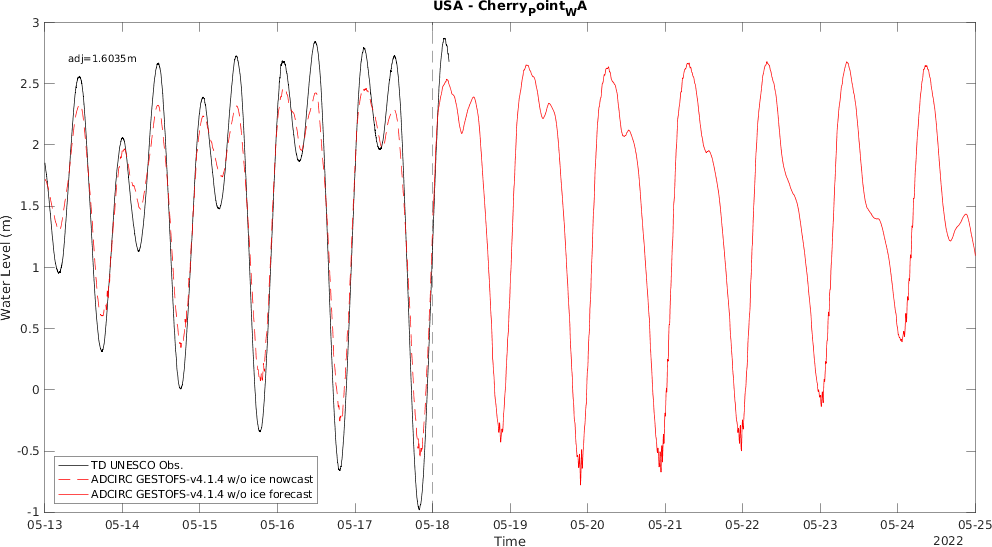 USA - CherryPointWA
adj=1.6035m
3
2.5
2
1.5
1
0.5
0
-0.5
-1
Water Level (m)
TD UNESCO Obs.
ADCIRC GESTOFS-v4.1.4 w/o ice nowcast
ADCIRC GESTOFS-v4.1.4 w/o ice forecast
05-13 05-14 05-15 05-16 05-17 05-18 05-19 05-20 05-21 05-22 05-23 05-24 05-25
Time
2022